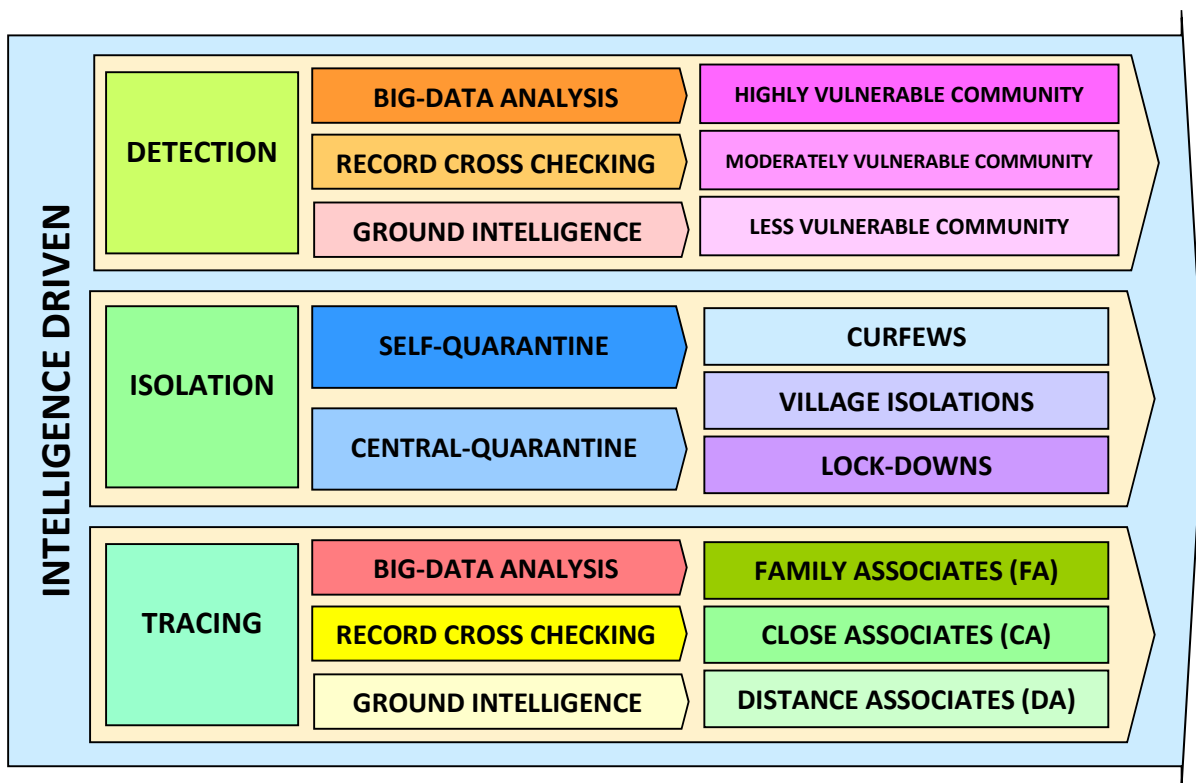 INTELLIGENCE DRIVEN
DETECTION
BIG-DATA ANALYSIS
HIGHLY VULNERABLE COMMUNITY
RECORD CROSS CHECKING
MODERATELY VULNERABLE COMMUNITY
GROUND INTELLIGENCE
LESS VULNERABLE COMMUNITY
ISOLATION
SELF-QUARANTINE
CENTRAL-QUARANTINE
CURFEWS
VILLAGE ISOLATIONS
LOCK-DOWNS
TRACING
BIG-DATA ANALYSIS
FAMILY ASSOCIATES (FA)
RECORD CROSS CHECKING
CLOSE ASSOCIATES (CA)
GROUND INTELLIGENCE
DISTANCE ASSOCIATES (DA)